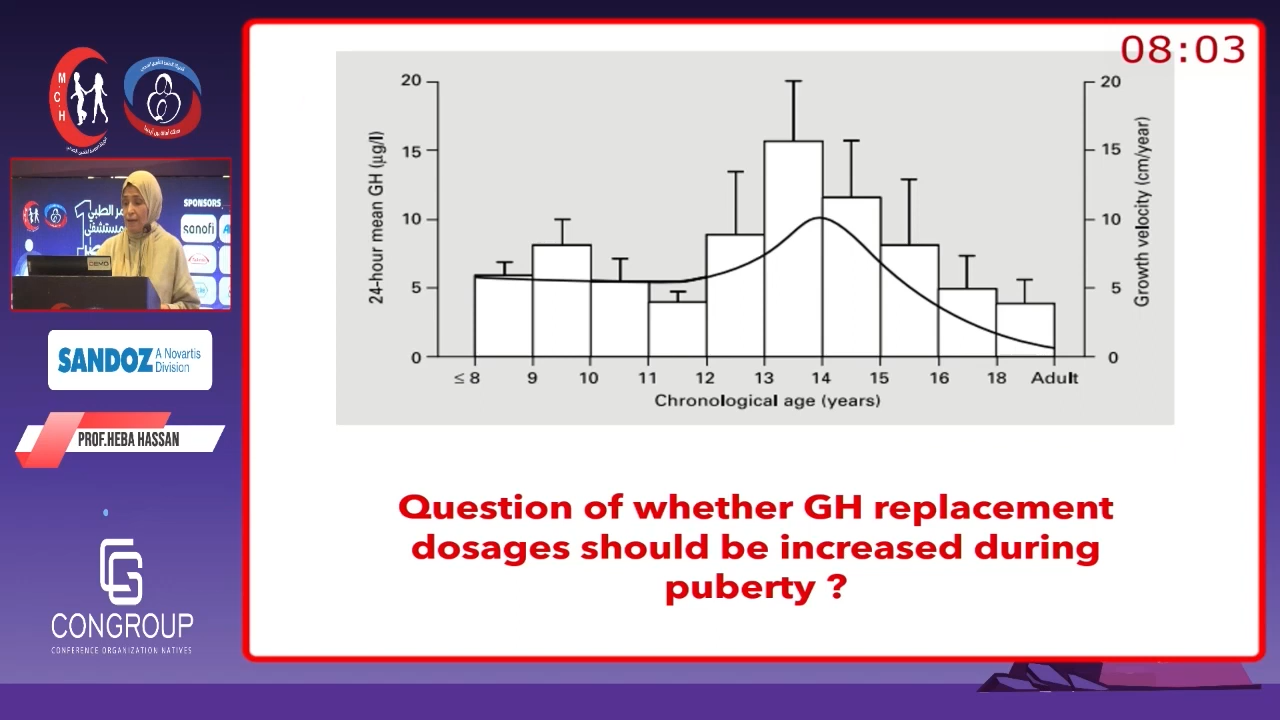 08:03
20
15
10
5
0
24-hour mean GH (µg/l)
20
15
10
5
0
Growth velocity (cm/year)
≤ 8 9 10 11 12 13 14 15 16 18 Adult
Chronological age (years)
Question of whether GH replacement
dosages should be increased during
puberty ?
M.C.H
SPONSORS
sanofi
SANDOZ A Novartis
Division
PROF.HEBA HASSAN
CONGROUP
CONFERENCE ORGANIZATION NATIVES